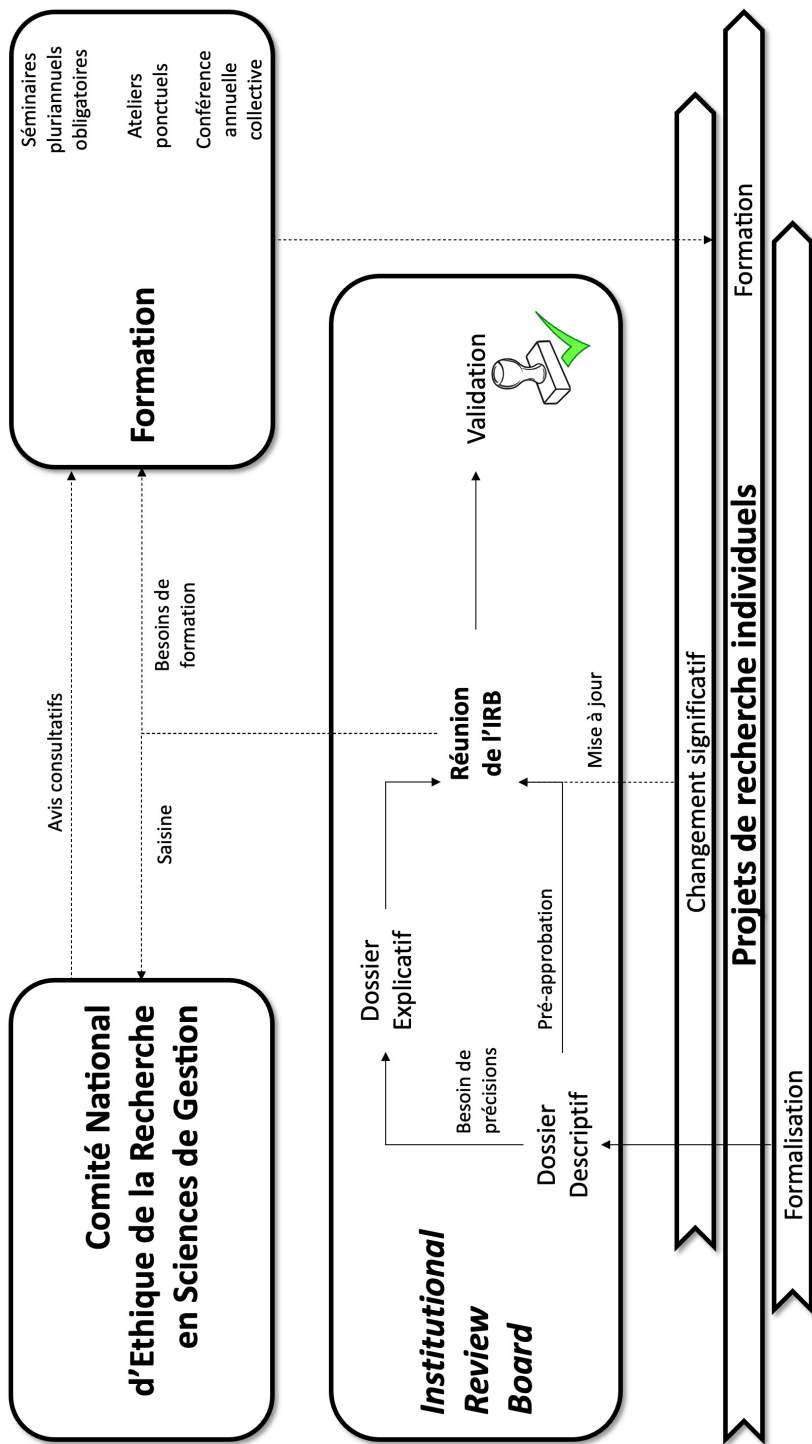 Comité National
d'Ethique de la Recherche
en Sciences de Gestion
Avis consultatifs
Saisine
Besoins de
formation
Formation
Séminaires
pluriannuels
obligatoires
Ateliers
ponctuels
Conférence
annuelle
collective
Institutional
Review
Board
Dossier
Descriptif
Besoin de
précisions
Dossier
Explicatif
Pré-approbation
Réunion
de l'IRB
Mise à jour
Validation
Changement significatif
Projets de recherche individuels
Formation
Formalisation